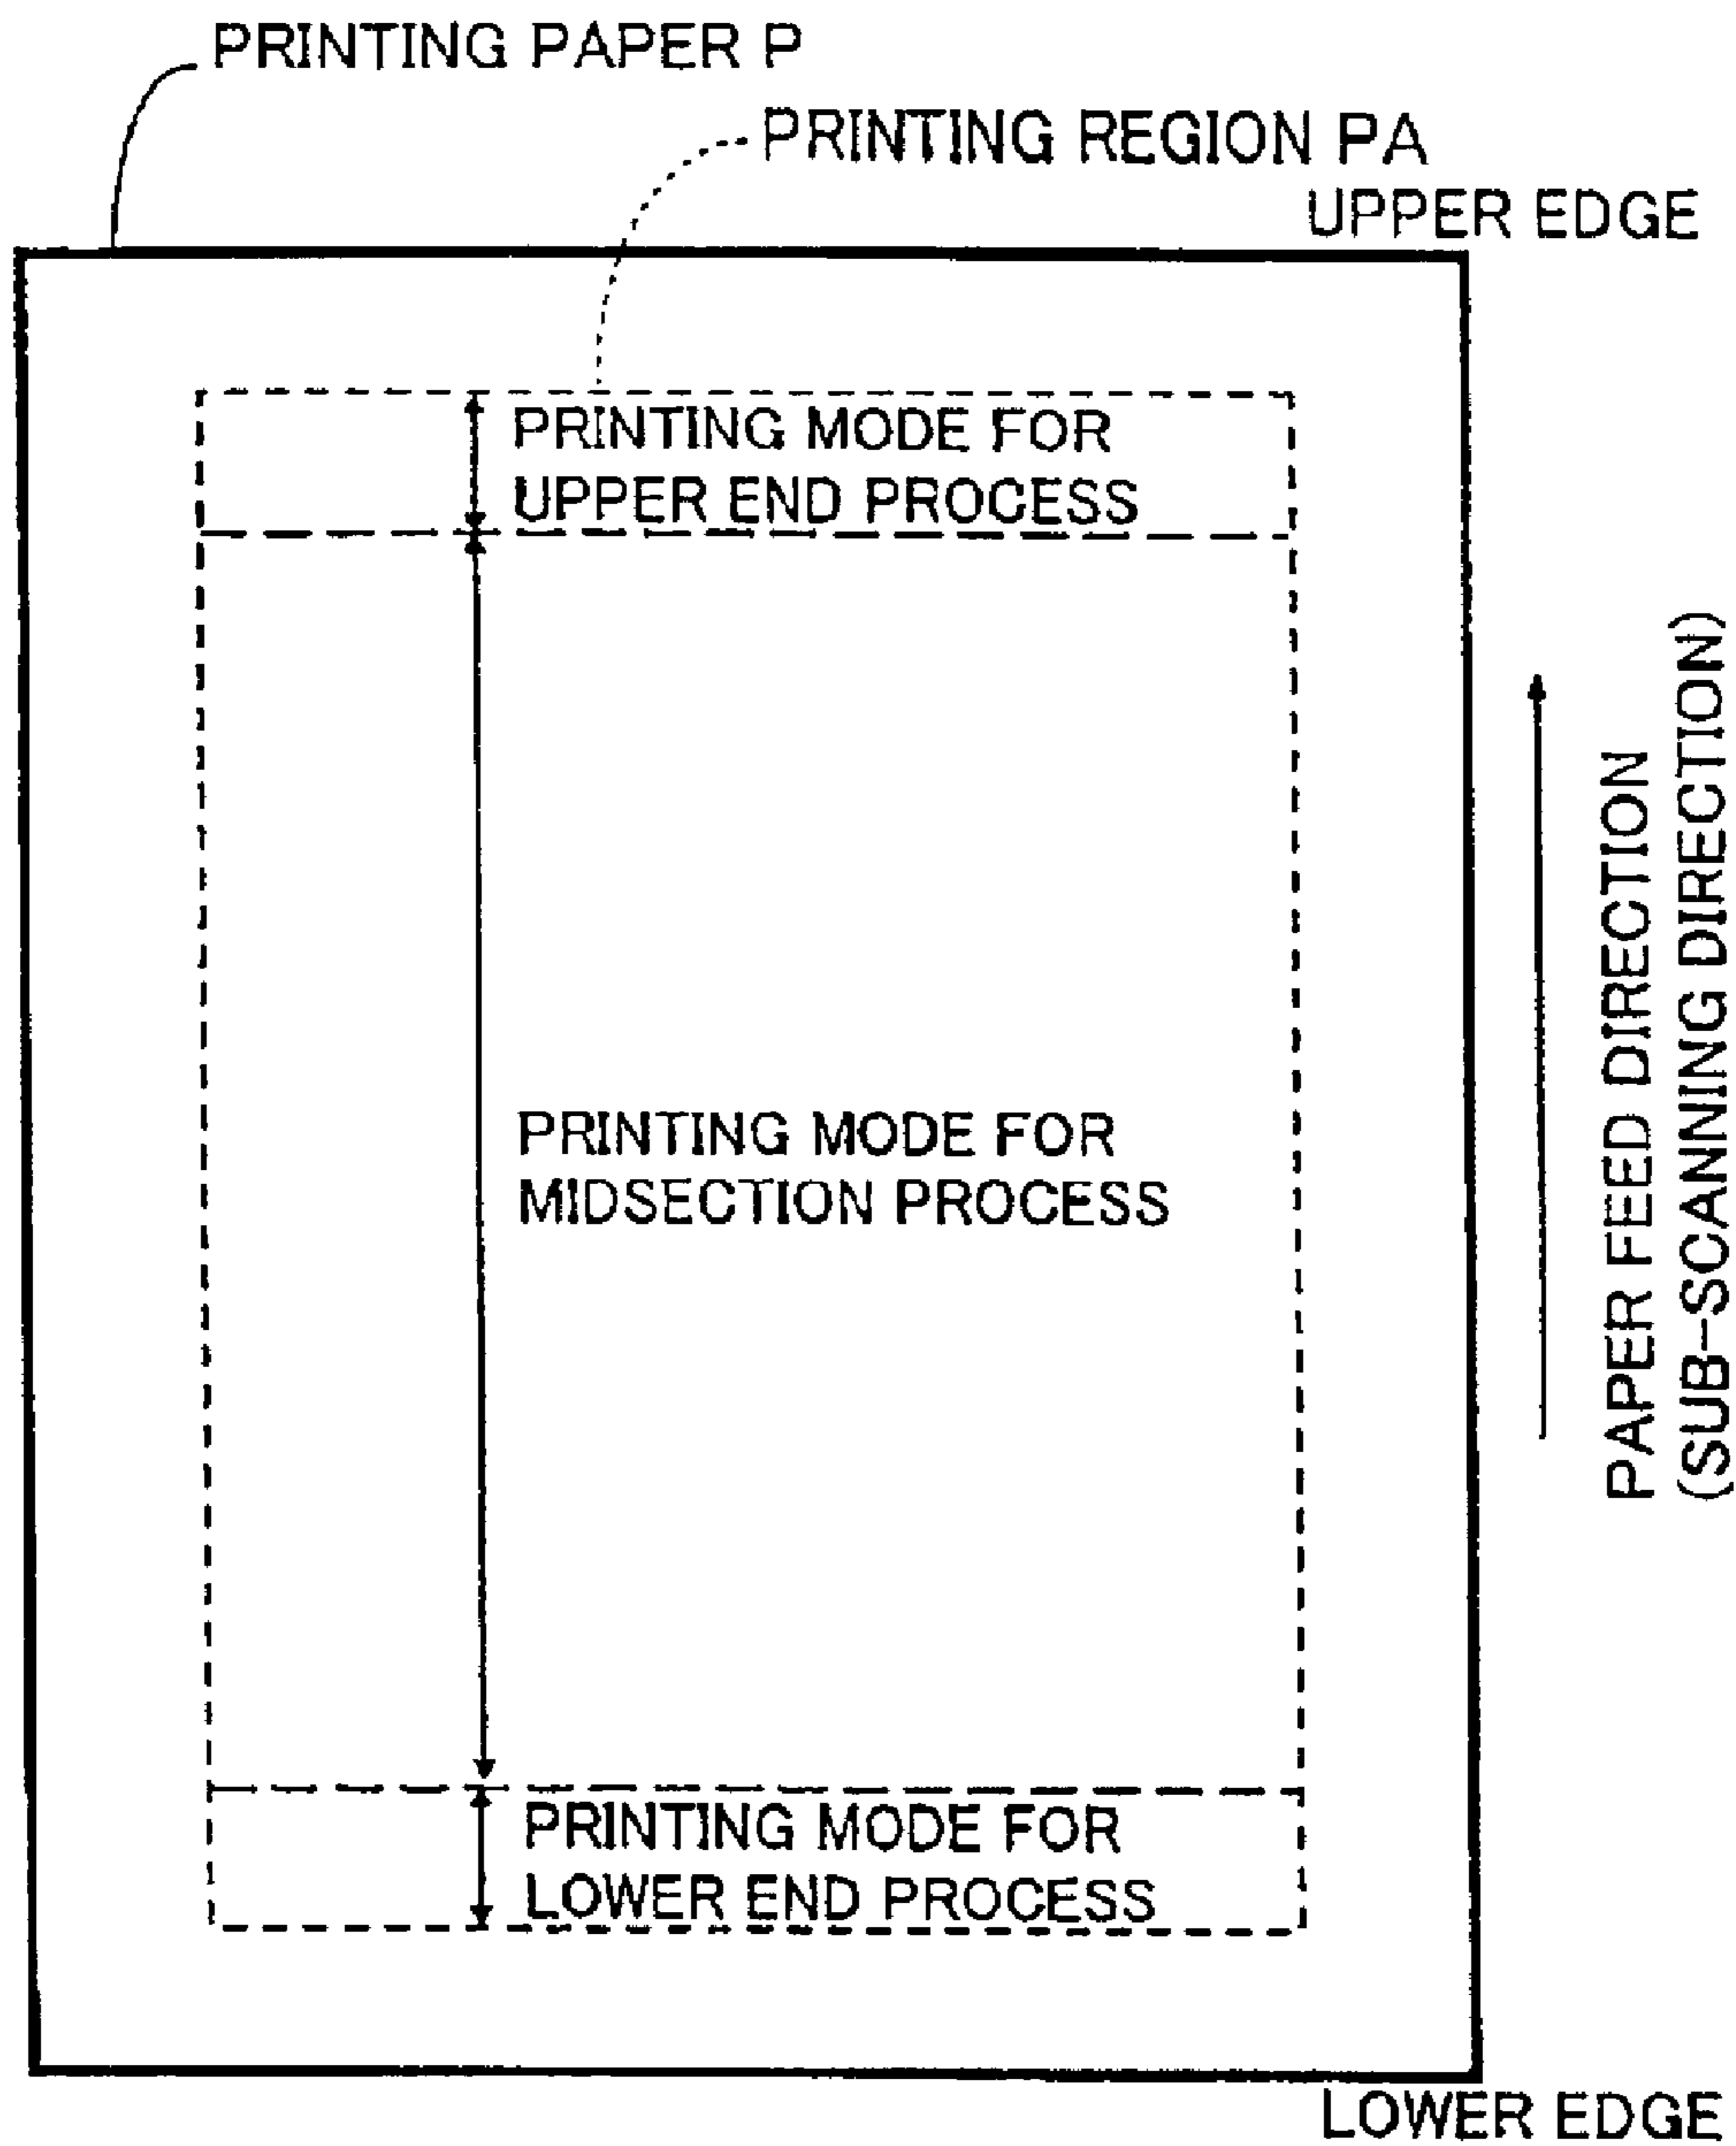 PRINTING PAPER P
PRINTING REGION PA
UPPER EDGE
PRINTING MODE FOR
UPPER END PROCESS
PRINTING MODE FOR
MIDSECTION PROCESS
PAPER FEED DIRECTION
(SUB-SCANNING DIRECTION)
PRINTING MODE FOR
LOWER END PROCESS
LOWER EDGE